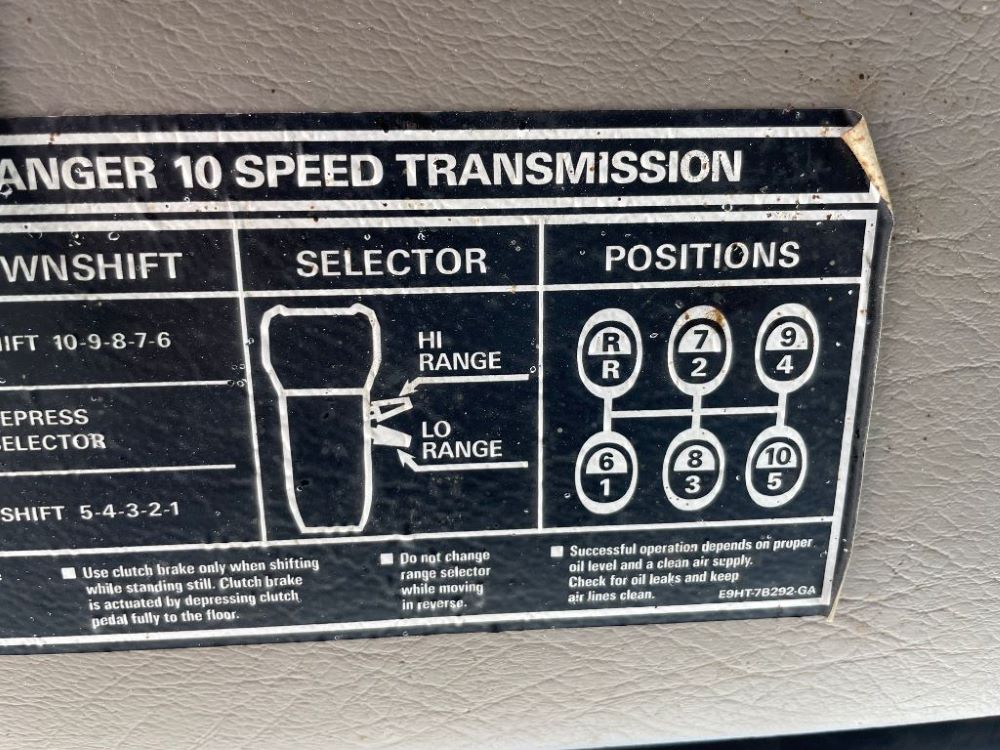 ANGER 10 SPEED TRANSMISSION
WNSHIFT
IFT 10-9-8-7-6
EPRESS
ELECTOR
SHIFT 5-4-3-2-1
SELECTOR
HI
RANGE
LO
RANGE
POSITIONS
R 7 9
R 2 4
6 8 10
1 3 5
■ Use clutch brake only when shifting
while standing still. Clutch brake
is actuated by depressing clutch
pedal fully to the floor.
■ Do not change
range selector
while moving
in reverse.
■ Successful operation depends on proper
oil level and a clean air supply.
Check for oil leaks and keep
air lines clean.
E9HT-7B292-GA